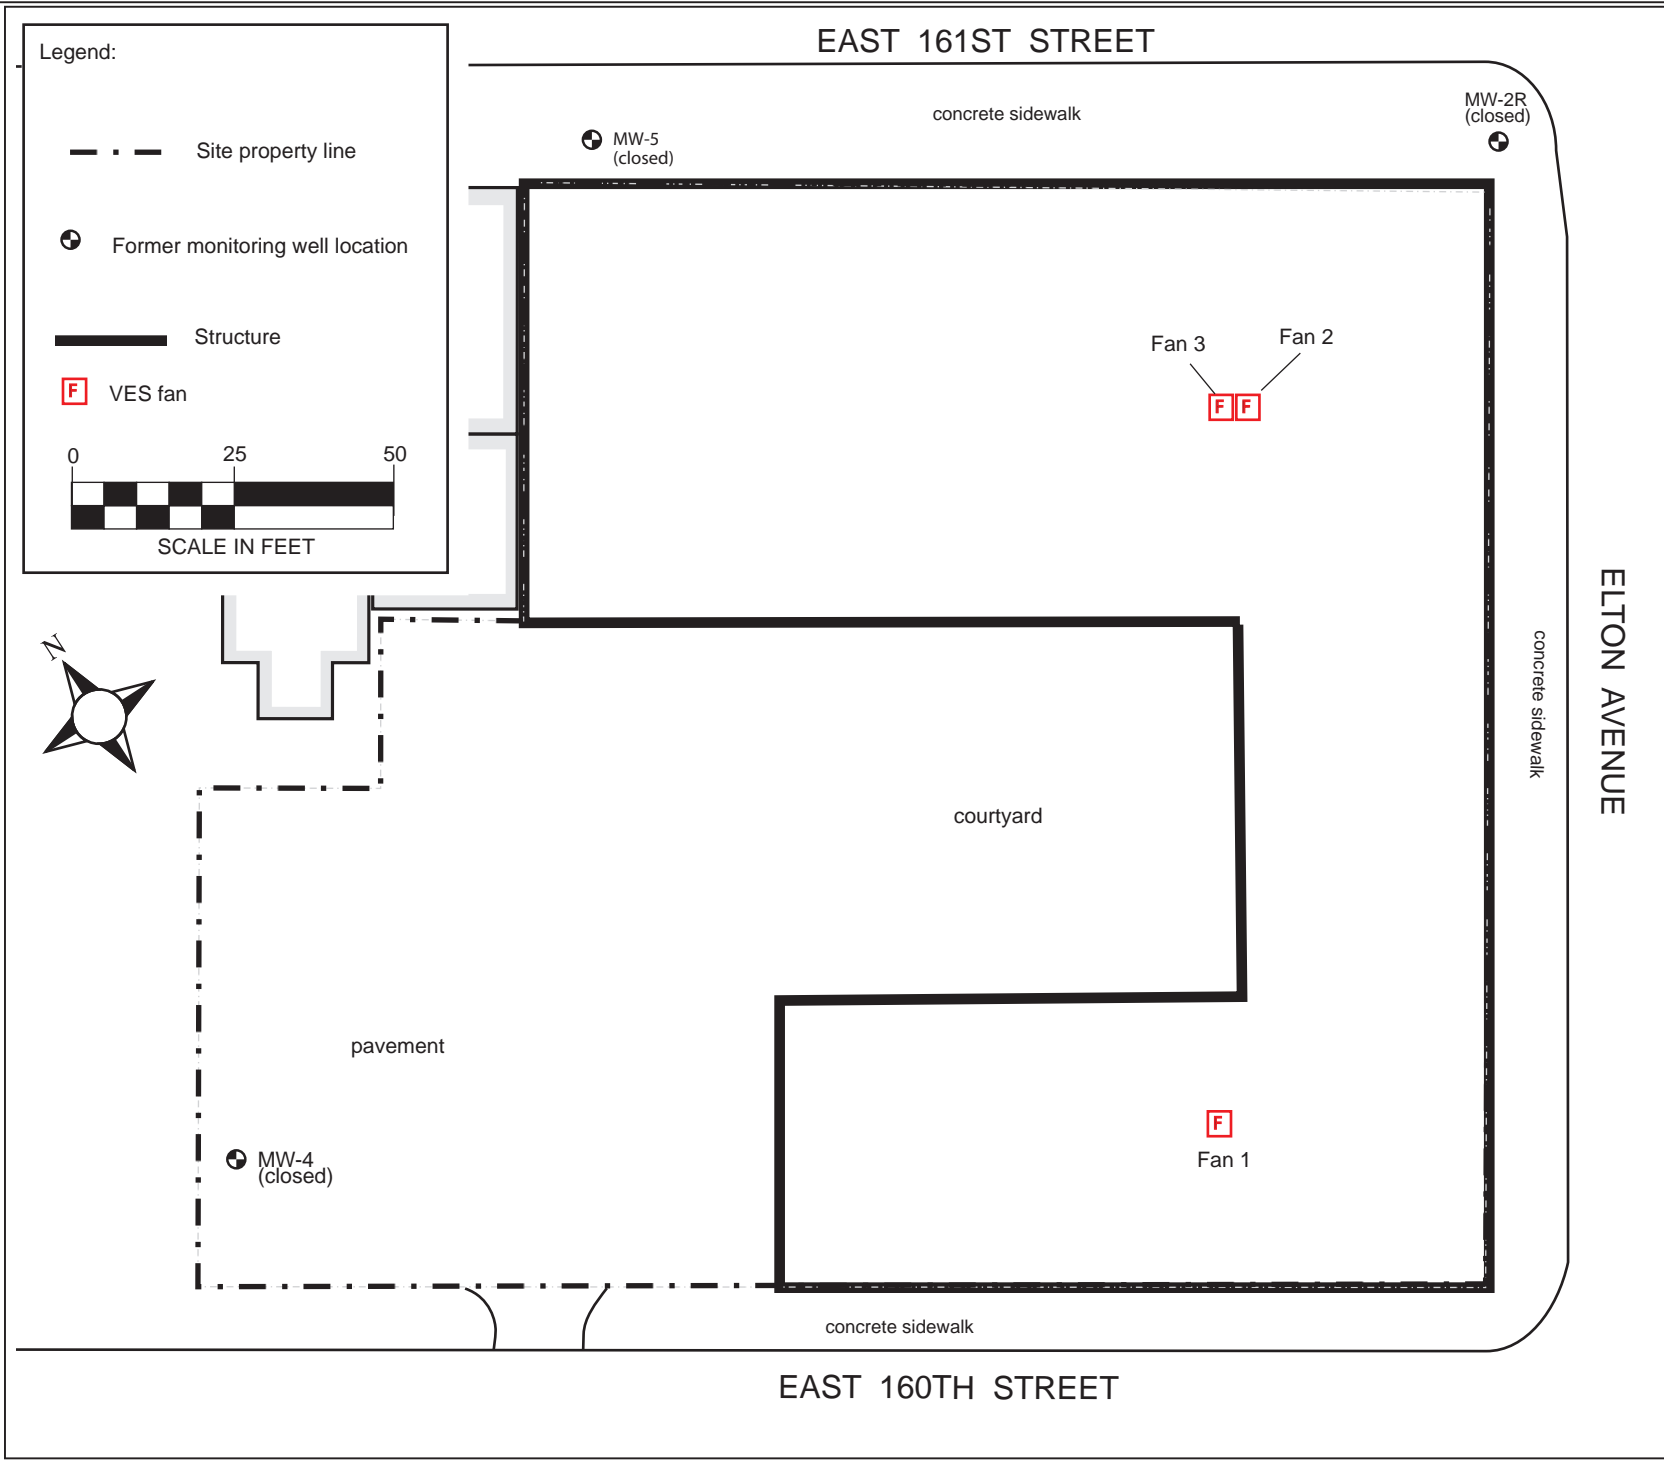 EAST 161ST STREET
Legend:
Site property line
Former monitoring well location
Structure
F
VES fan
0 25 50
SCALE IN FEET
concrete sidewalk
MW-5
(closed)
MW-2R
(closed)
Fan 3
Fan 2
F F
N
courtyard
concrete sidewalk
ELTON AVENUE
pavement
MW-4
(closed)
F
Fan 1
concrete sidewalk
EAST 160TH STREET